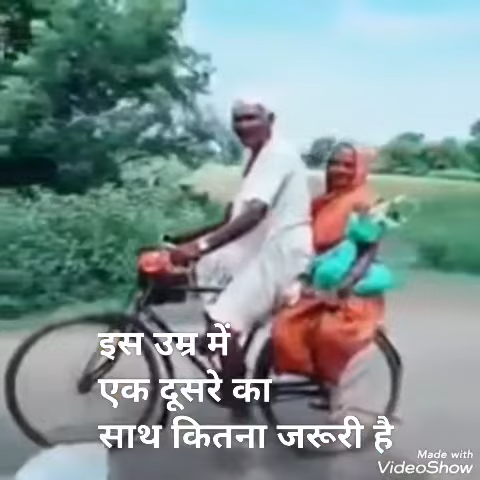 इस उम्र में
एक दूसरे का
साथ कितना जरूरी है
Made with
VideoShow